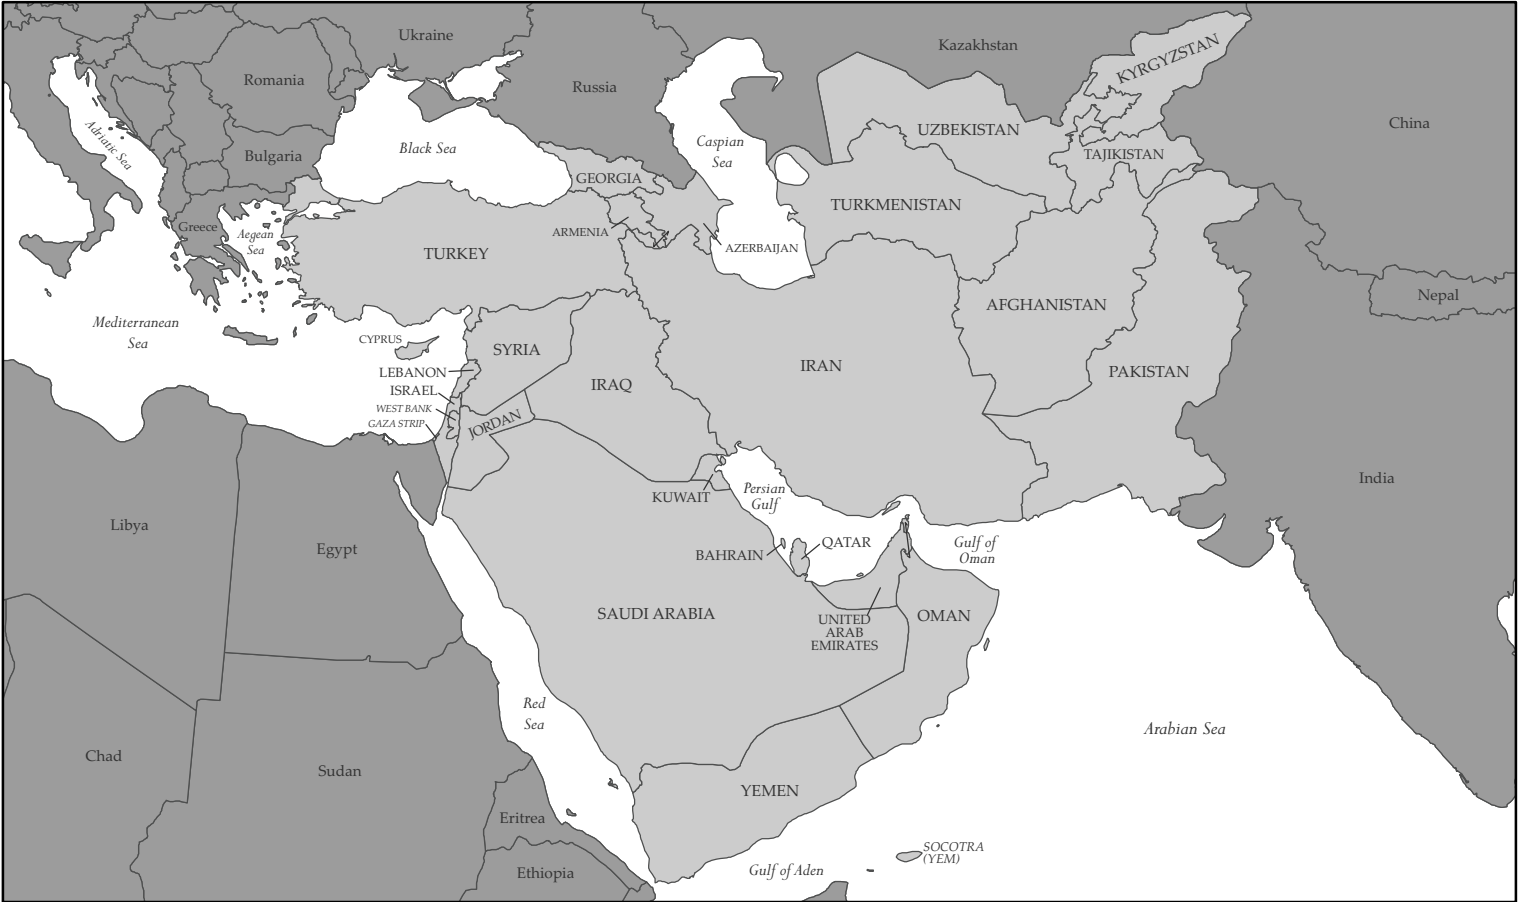 Ukraine
Kazakhstan
KYRGYZSTAN
Romania
Russia
China
Adriatic Sea
Bulgaria
Black Sea
Caspian
Sea
UZBEKISTAN
TAJIKISTAN
GEORGIA
TURKMENISTAN
Greece
Aegean
Sea
ARMENIA
AZERBAIJAN
TURKEY
Nepal
AFGHANISTAN
Mediterranean
Sea
CYPRUS
SYRIA
LEBANON
IRAN
PAKISTAN
ISRAEL
IRAQ
WEST BANK
GAZA STRIP
JORDAN
India
KUWAIT
Persian
Gulf
Libya
Egypt
BAHRAIN
QATAR
Gulf of
Oman
SAUDI ARABIA
UNITED
ARAB
EMIRATES
OMAN
Red
Sea
Arabian Sea
Chad
Sudan
YEMEN
Eritrea
SOCOTRA
(YEM)
Ethiopia
Gulf of Aden